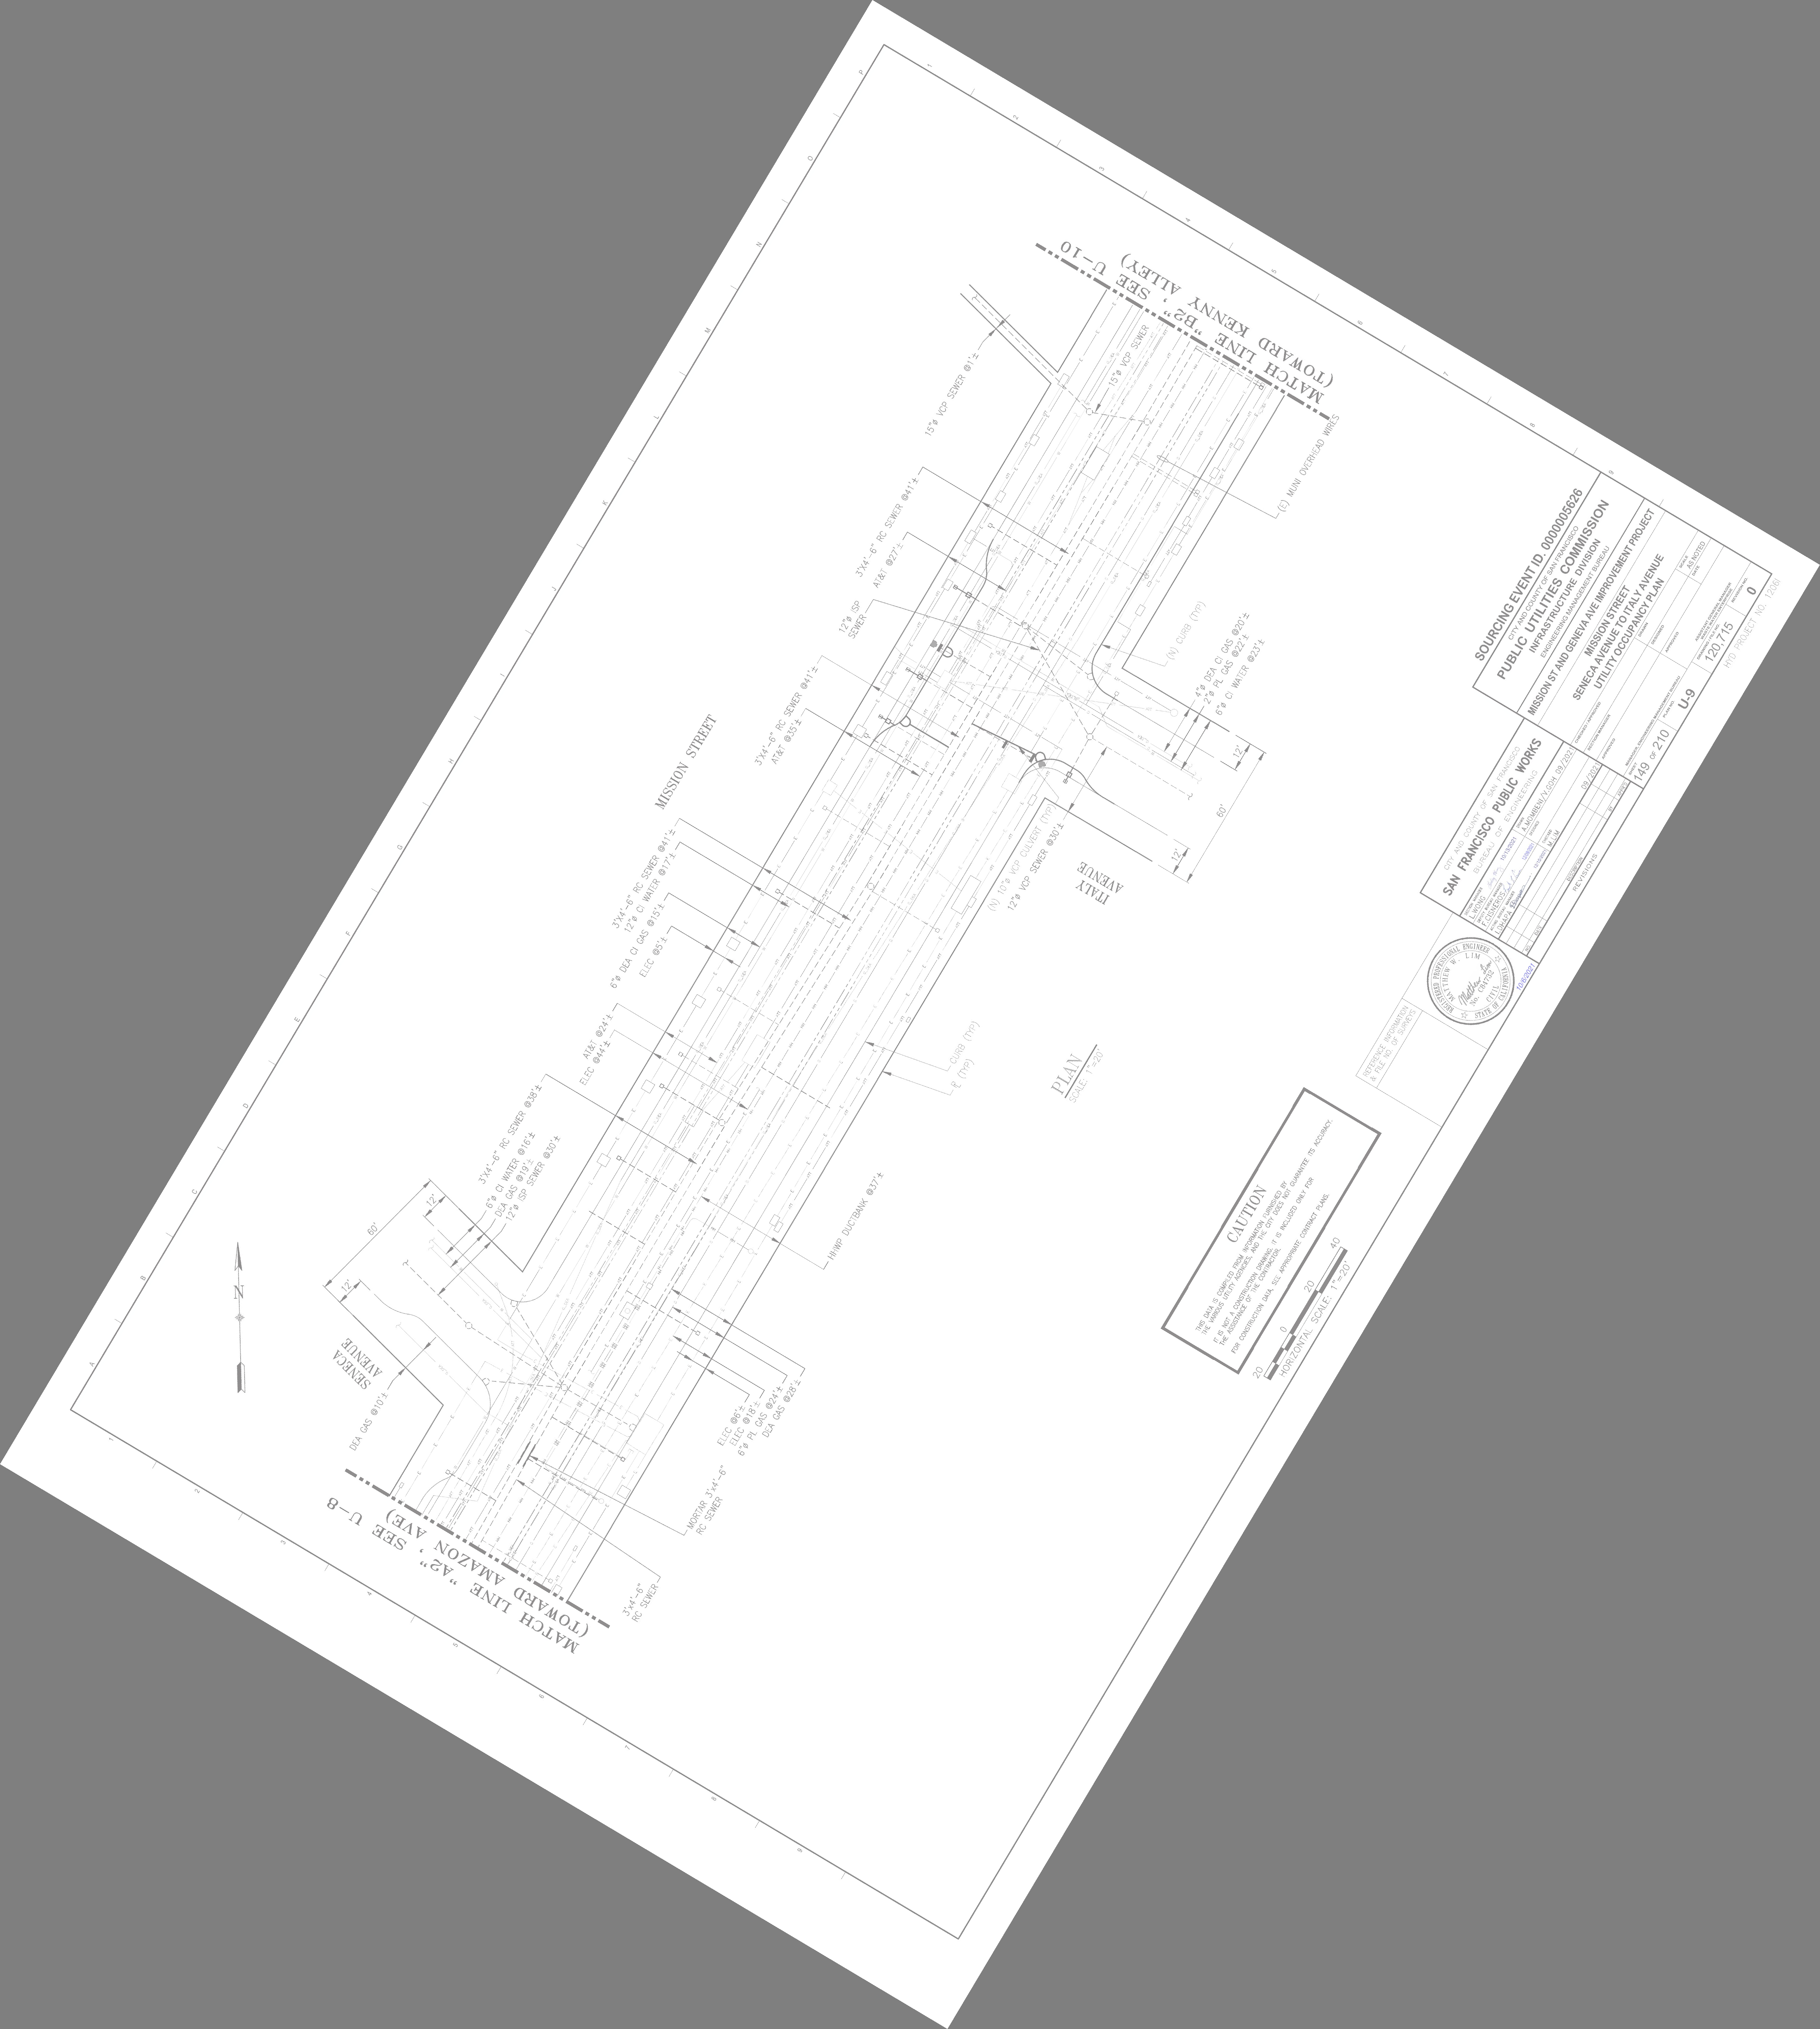 MATCH LINE "B2", SEE U-10
(TOWARD KENNY ALLEY)
15"ø VCP SEWER @1'±
15"ø VCP SEWER
(E) MUNI OVERHEAD WIRES
3'X4'-6" RC SEWER @41'±
AT&T @27'±
12"ø ISP
SEWER
3'X4'-6" RC SEWER @41'±
AT&T @35'±
(N) CURB (TYP)
4"ø DEA CI GAS @20'±
2"ø PL GAS @22'±
6"ø CI WATER @23'±
12'
60'
12'
MISSION STREET
ITALY
AVENUE
(N) 10"ø VCP CULVERT (TYP)
12"ø VCP SEWER @30'±
3'X4'-6" RC SEWER @41'±
12"ø CI WATER @17'±
6"ø DEA CI GAS @15'±
ELEC @5'±
AT&T @24'±
ELEC @44'±
CURB (TYP)
PL (TYP)
PLAN
SCALE: 1"=20'
3'X4'-6" RC SEWER @38'±
6"ø CI WATER @16'±
DEA GAS @19'±
12"ø ISP SEWER @30'±
HHWP DUCTBANK @37'±
60'
12'
12'
N
SENECA
AVENUE
DEA GAS @10'±
ELEC @6'±
ELEC @18'±
6"ø PL GAS @24'±
DEA GAS @28'±
MORTAR 3'x4'-6"
RC SEWER
3'x4'-6"
RC SEWER
MATCH LINE "A2", SEE U-8
(TOWARD AMAZON AVE)
CAUTION
THIS DATA IS COMPILED FROM INFORMATION FURNISHED BY
THE VARIOUS UTILITY AGENCIES, AND THE CITY DOES NOT GUARANTEE ITS ACCURACY.
IT IS NOT A CONSTRUCTION DRAWING. IT IS INCLUDED ONLY FOR
THE ASSISTANCE OF THE CONTRACTOR.
FOR CONSTRUCTION DATA, SEE APPROPRIATE CONTRACT PLANS.
20 0 20 40
HORIZONTAL SCALE: 1"=20'
REFERENCE INFORMATION
& FILE NO. OF SURVEYS
REGISTERED PROFESSIONAL ENGINEER
MATTHEW W. LIM
CIVIL
STATE OF CALIFORNIA
CITY AND COUNTY OF SAN FRANCISCO
SAN FRANCISCO PUBLIC WORKS
BUREAU OF ENGINEERING
L.WONG
F.CISNEROS
M.LIM
REVISIONS
SOURCING EVENT ID. 0000005626
CITY AND COUNTY OF SAN FRANCISCO
PUBLIC UTILITIES COMMISSION
INFRASTRUCTURE DIVISION
ENGINEERING MANAGEMENT BUREAU
MISSION ST AND GENEVA AVE IMPROVEMENT PROJECT
MISSION STREET
SENECA AVENUE TO ITALY AVENUE
UTILITY OCCUPANCY PLAN
AS NOTED
149 OF 210
U-9
120,715
0
HYD PROJECT NO. 1206I